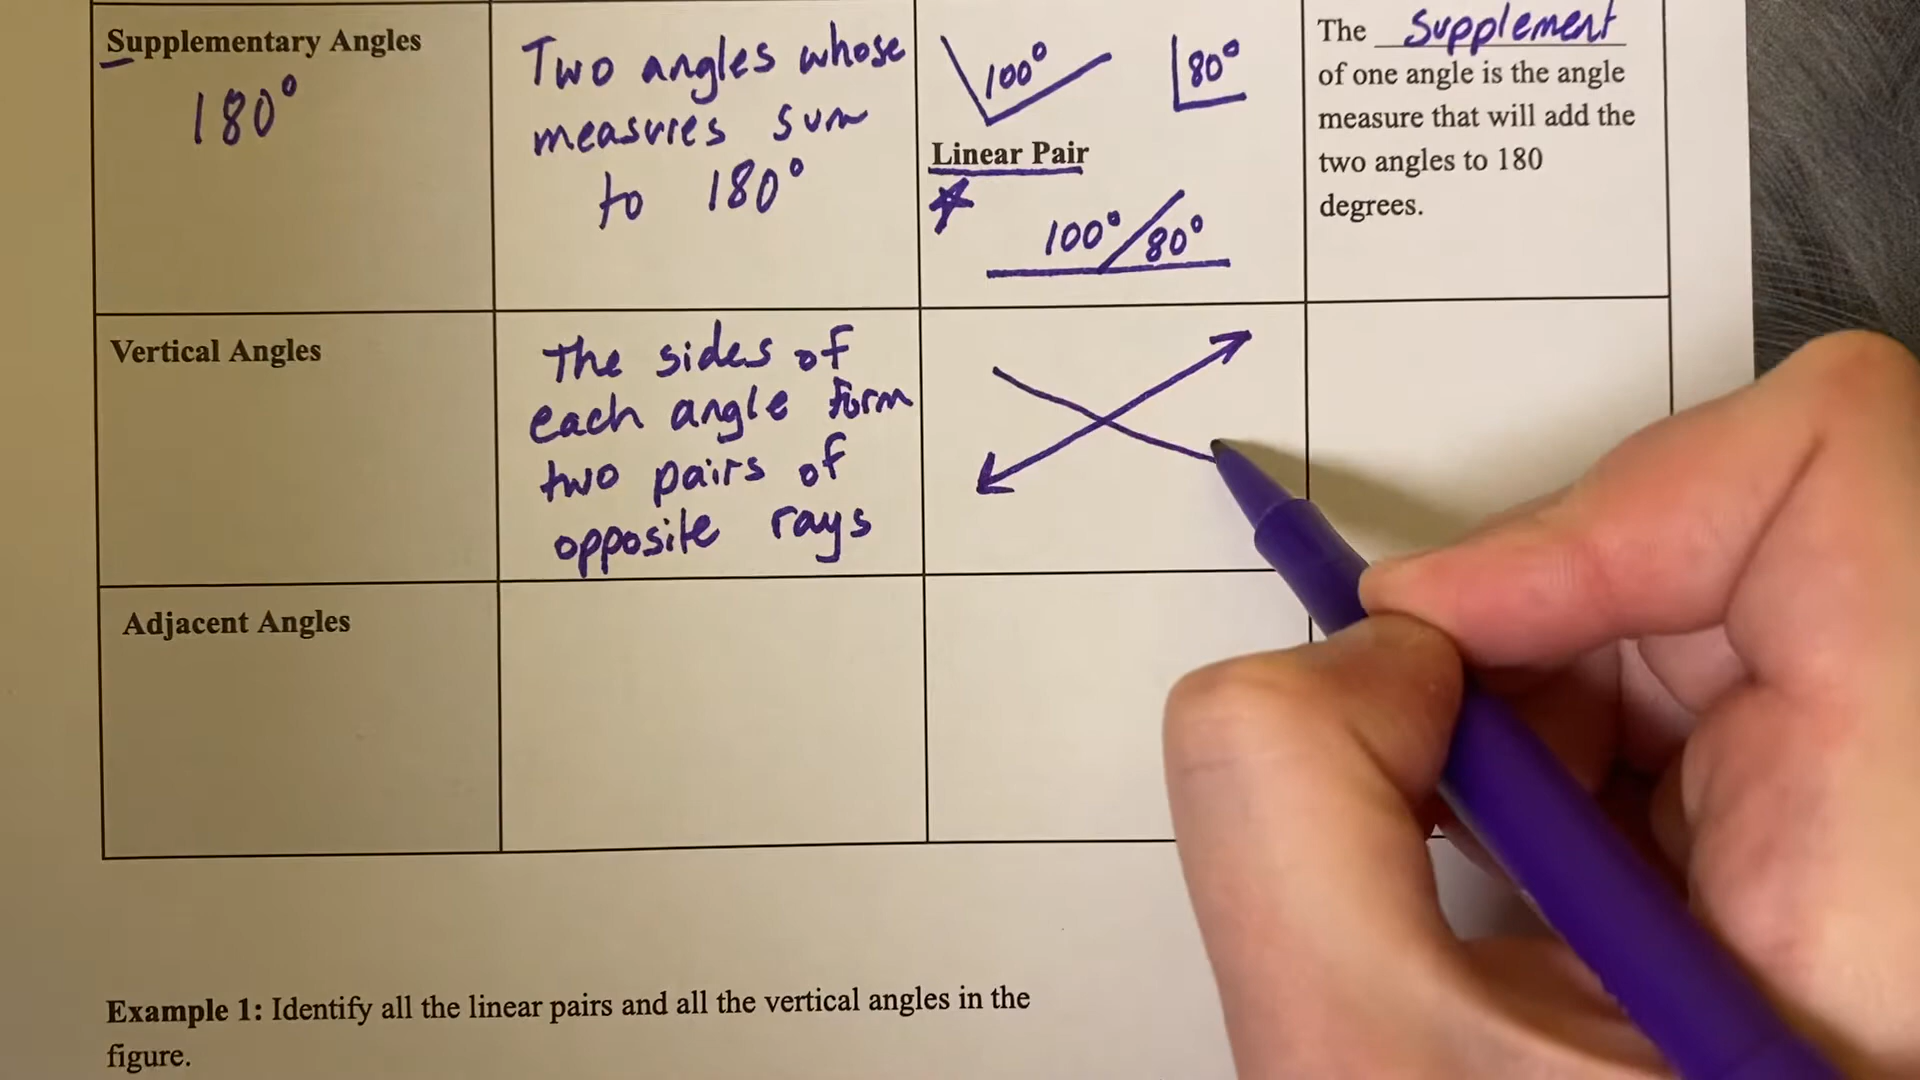 Supplementary Angles
180°
Two angles whose
measures sum
to 180°
100°
80°
Linear Pair
100°
80°
The Supplement
of one angle is the angle
measure that will add the
two angles to 180
degrees.
Vertical Angles
The sides of
each angle form
two pairs of
opposite rays
Adjacent Angles
Example 1: Identify all the linear pairs and all the vertical angles in the
figure.